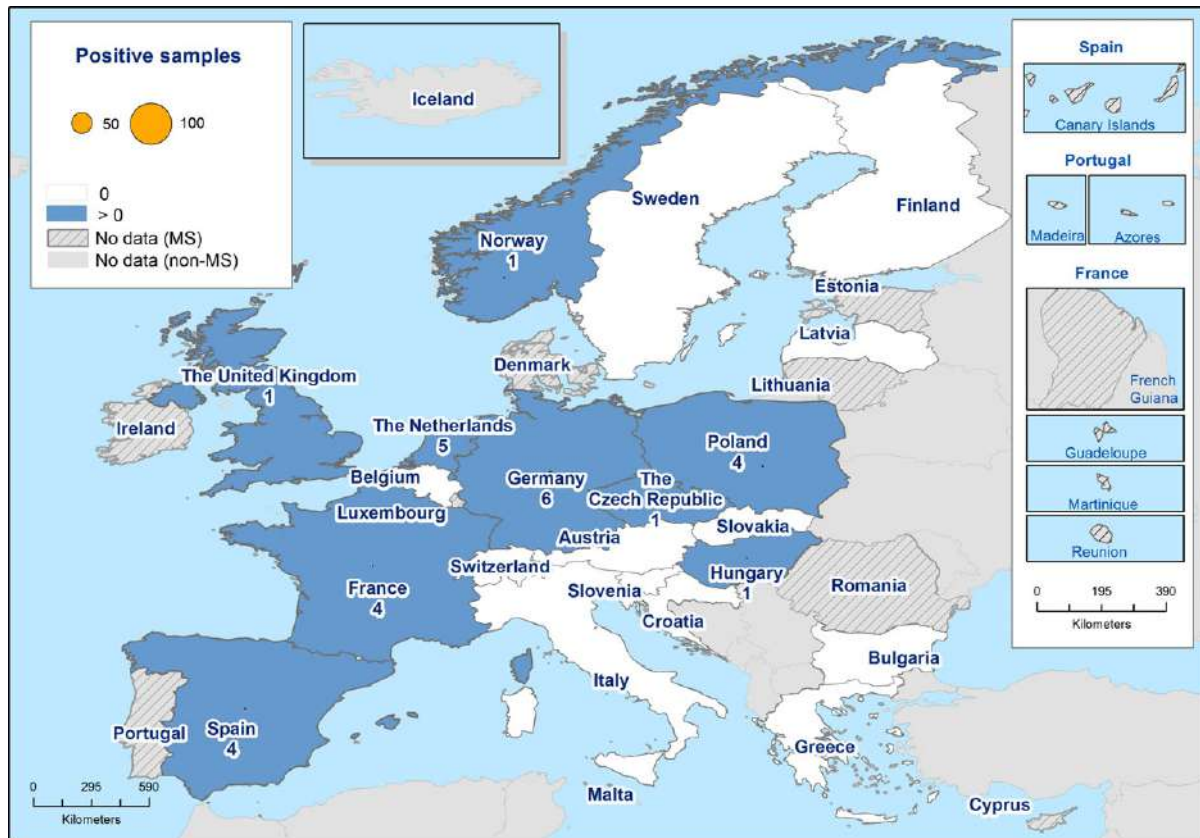 Positive samples
50
100
0
> 0
No data (MS)
No data (non-MS)
Iceland
Spain
Canary Islands
Portugal
Madeira
Azores
France
French
Guiana
Guadeloupe
Martinique
Reunion
0 195 390
Kilometers
Sweden
Finland
Norway
1
Estonia
Latvia
Denmark
Lithuania
The United Kingdom
1
Ireland
The Netherlands
5
Poland
4
Belgium
Germany
6
The
Czech Republic
1
Luxembourg
Slovakia
Austria
Switzerland
Hungary
1
France
4
Slovenia
Romania
Croatia
Bulgaria
Italy
Portugal
Spain
4
Greece
Malta
Cyprus
0 295 590
Kilometers